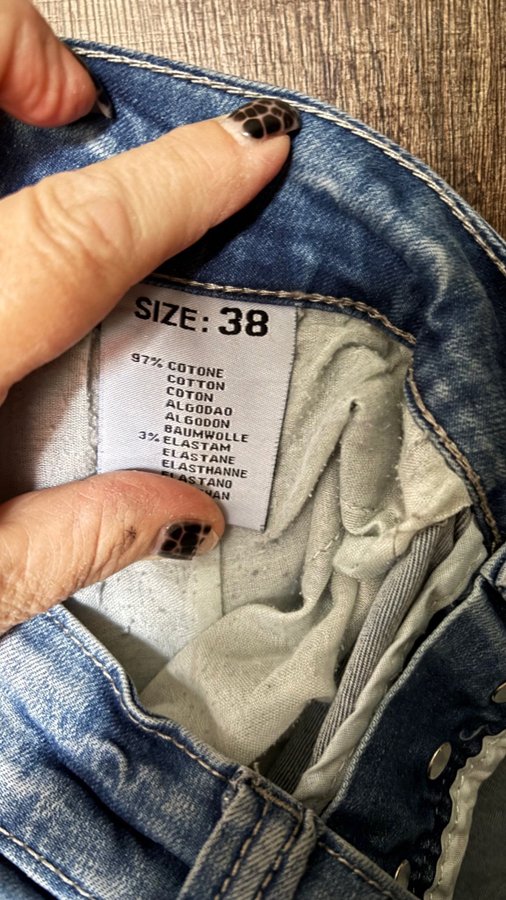 SIZE: 38
97% COTONE
COTTON
COTON
ALGODAO
ALGODON
BAUMWOLLE
3% ELASTAM
ELASTANE
ELASTHANNE
ELASTANO